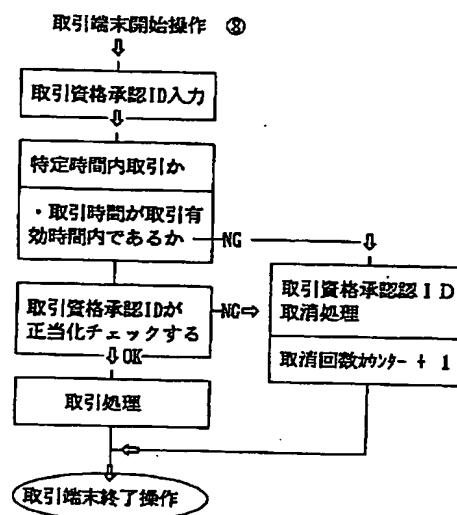 取引端末開始操作 ⑧
取引資格承認ID入力
特定時間内取引か
・取引時間が取引有
効時間内であるか
NG
取引資格承認IDが
正当化チェックする
NG
OK
取引資格承認認ID
取消処理
取消回数カウンター + 1
取引処理
取引端末終了操作